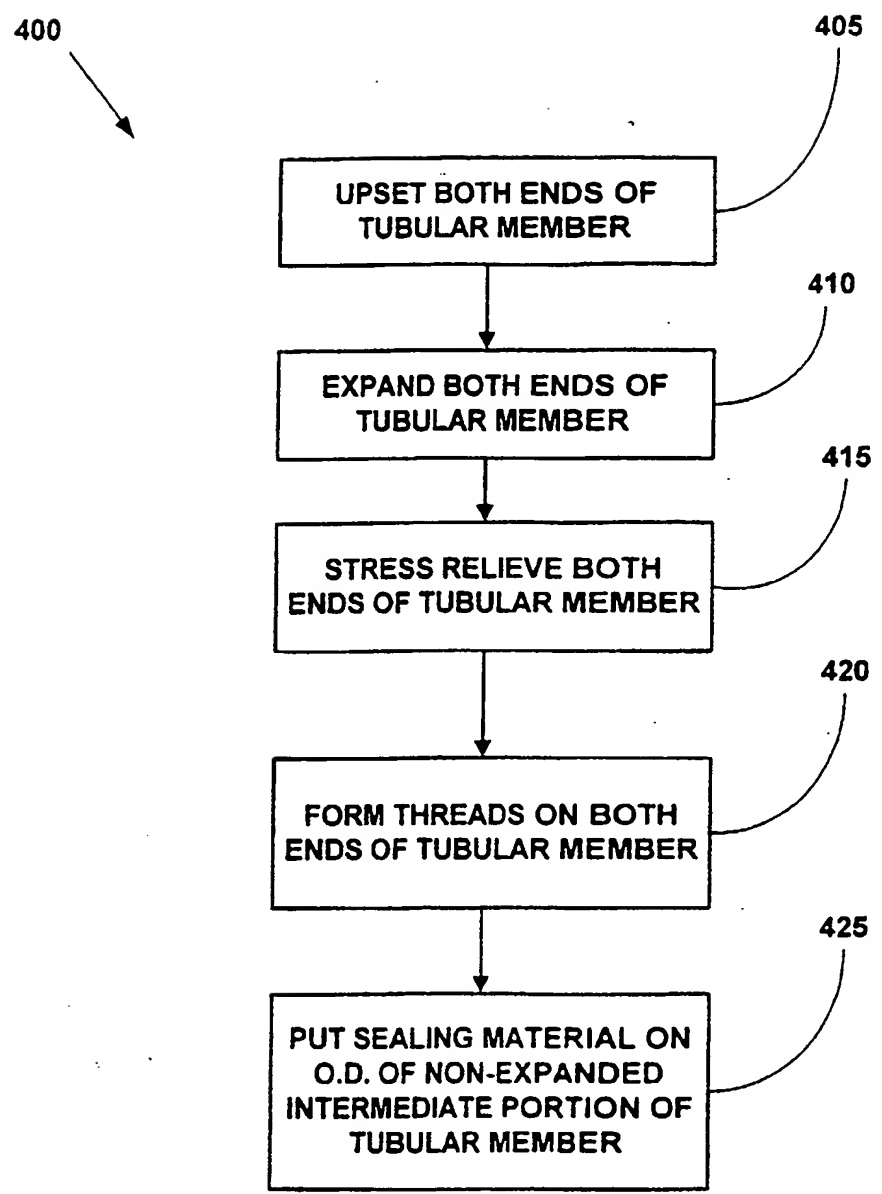 400
405
UPSET BOTH ENDS OF
TUBULAR MEMBER
410
EXPAND BOTH ENDS OF
TUBULAR MEMBER
415
STRESS RELIEVE BOTH
ENDS OF TUBULAR MEMBER
420
FORM THREADS ON BOTH
ENDS OF TUBULAR MEMBER
425
PUT SEALING MATERIAL ON
O.D. OF NON-EXPANDED
INTERMEDIATE PORTION OF
TUBULAR MEMBER